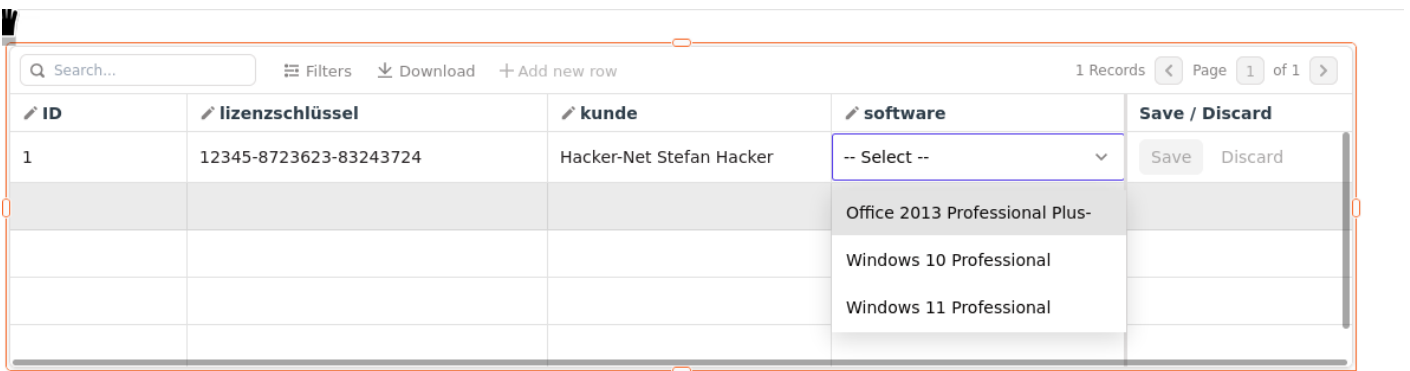 Search... Filters Download Add new row 1 Records Page 1 of 1
ID lizenzschlüssel kunde software Save / Discard
1 12345-8723623-83243724 Hacker-Net Stefan Hacker -- Select -- Save Discard
Office 2013 Professional Plus-
Windows 10 Professional
Windows 11 Professional